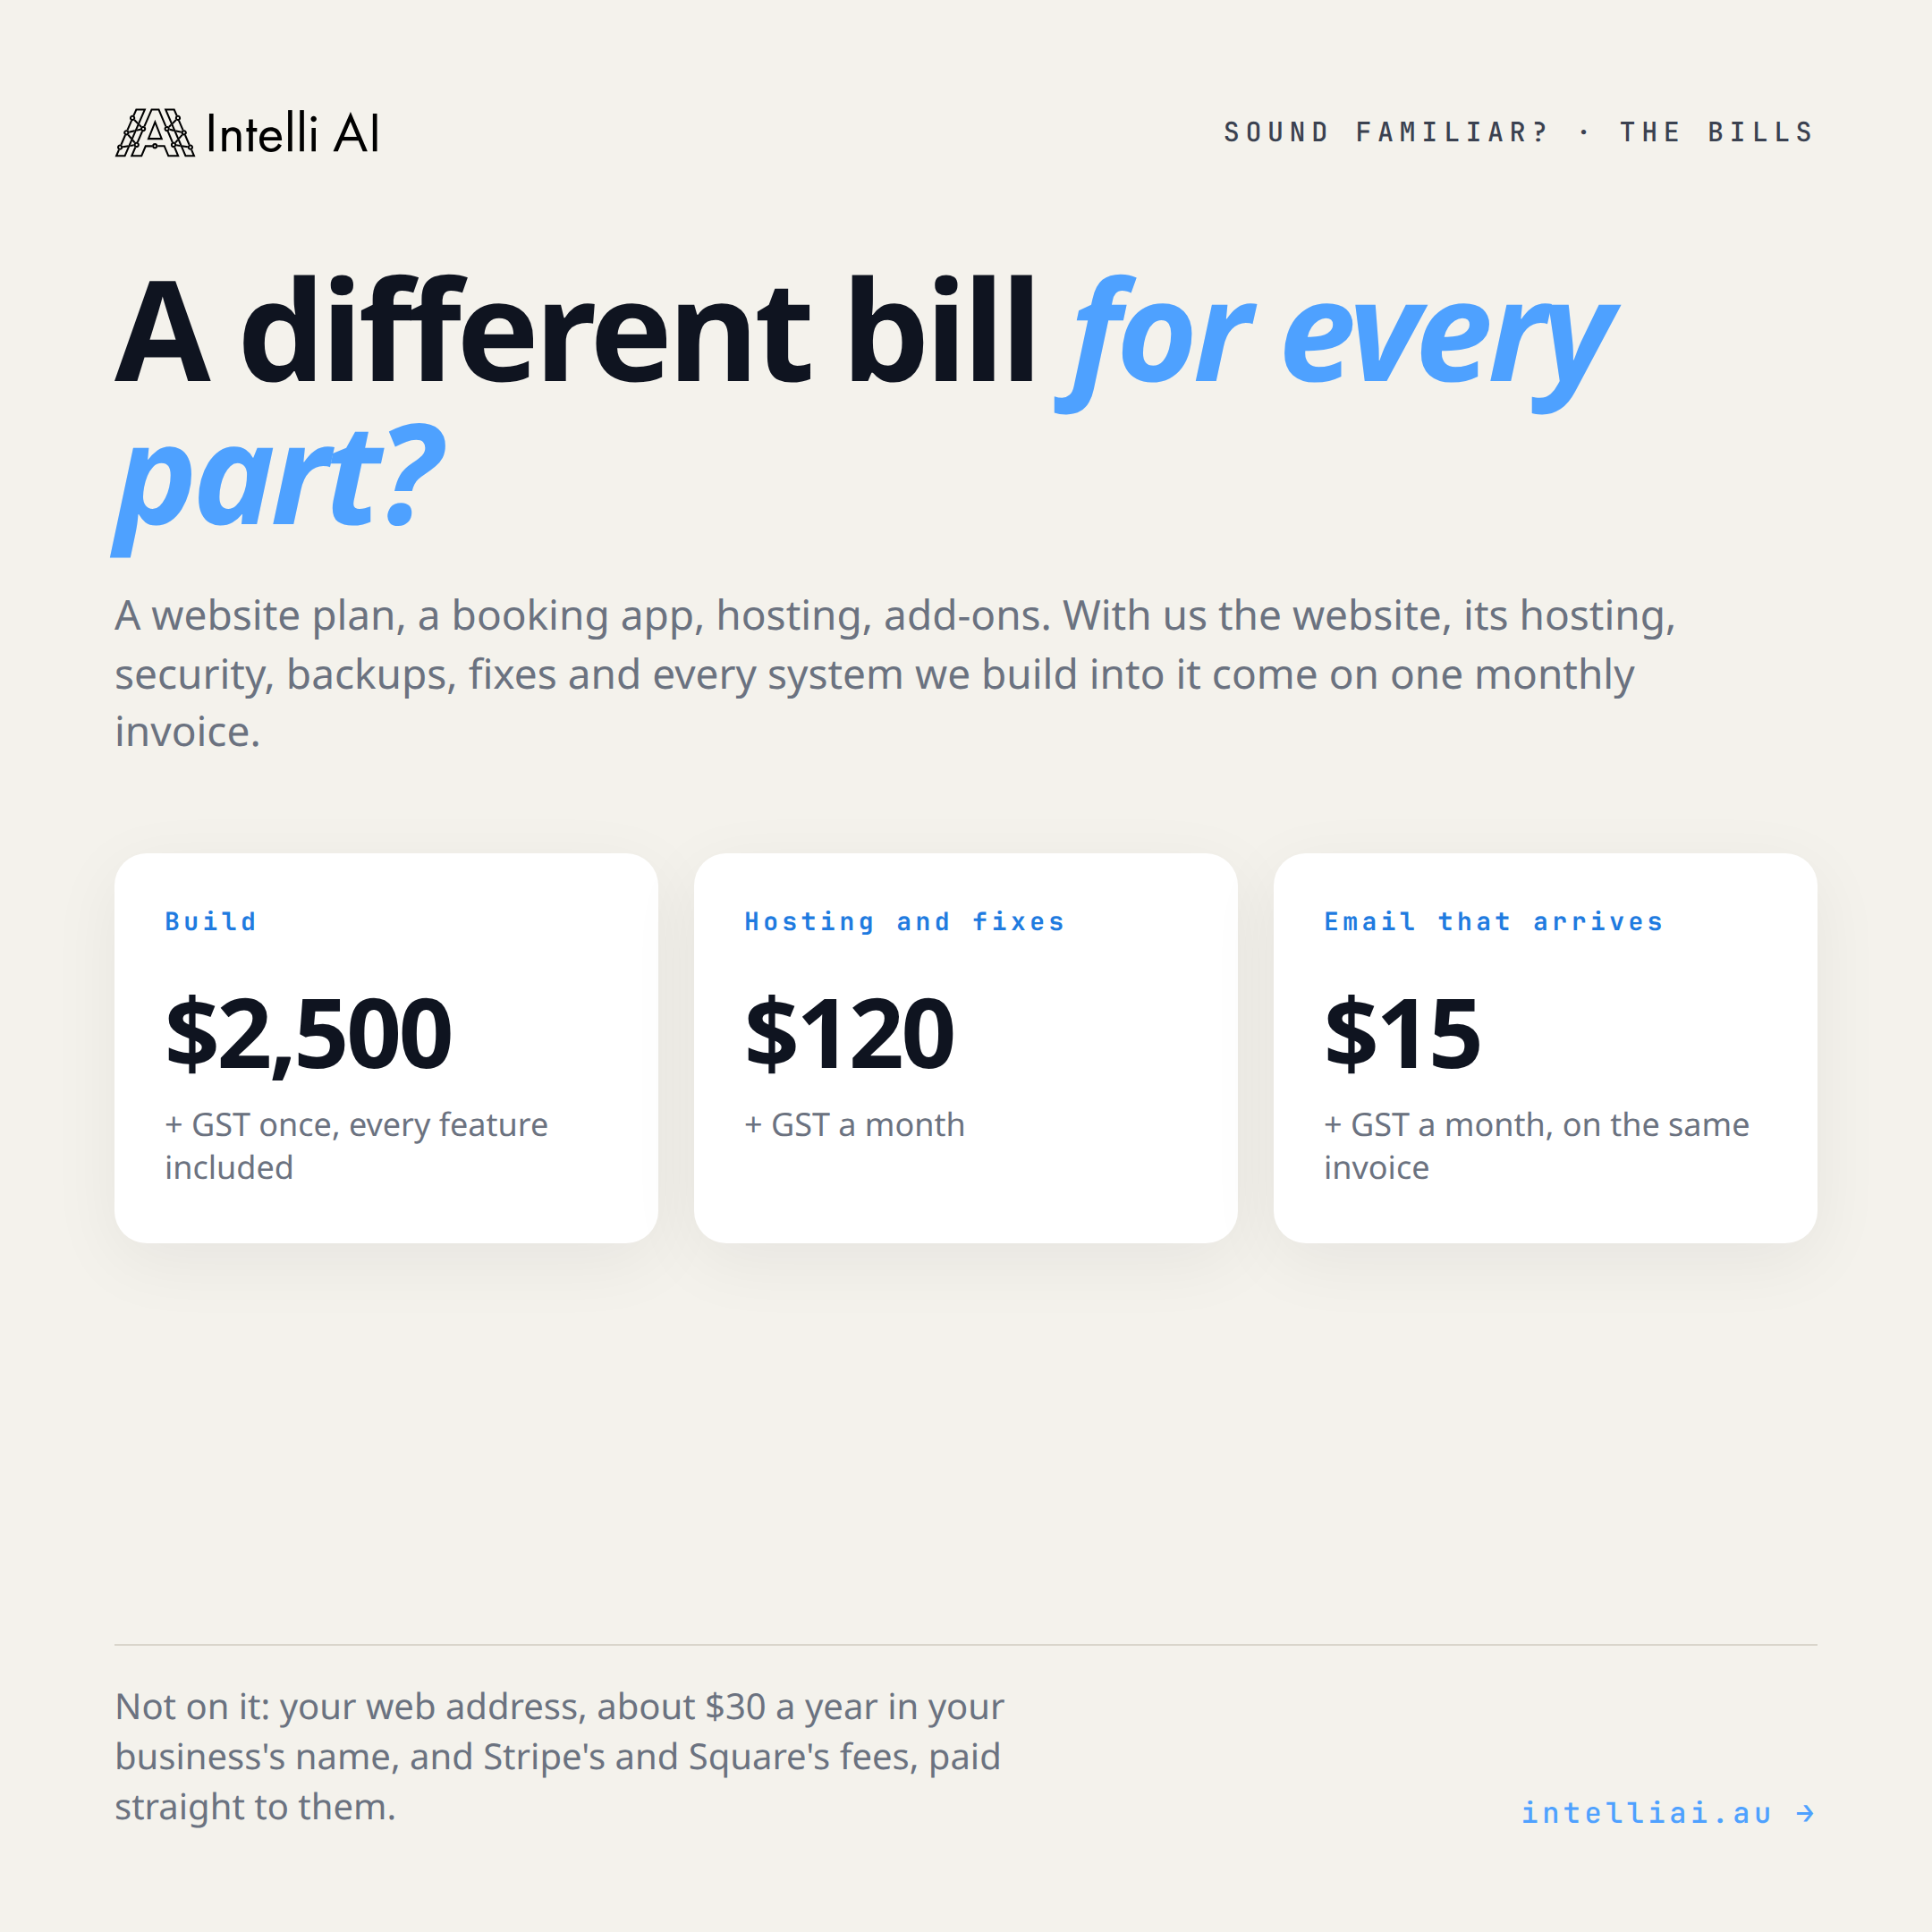 Intelli AI
SOUND FAMILIAR? · THE BILLS
A different bill for every
part?
A website plan, a booking app, hosting, add-ons. With us the website, its hosting,
security, backups, fixes and every system we build into it come on one monthly
invoice.
Build
$2,500
+ GST once, every feature
included
Hosting and fixes
$120
+ GST a month
Email that arrives
$15
+ GST a month, on the same
invoice
Not on it: your web address, about $30 a year in your
business's name, and Stripe's and Square's fees, paid
straight to them.
intelliai.au →